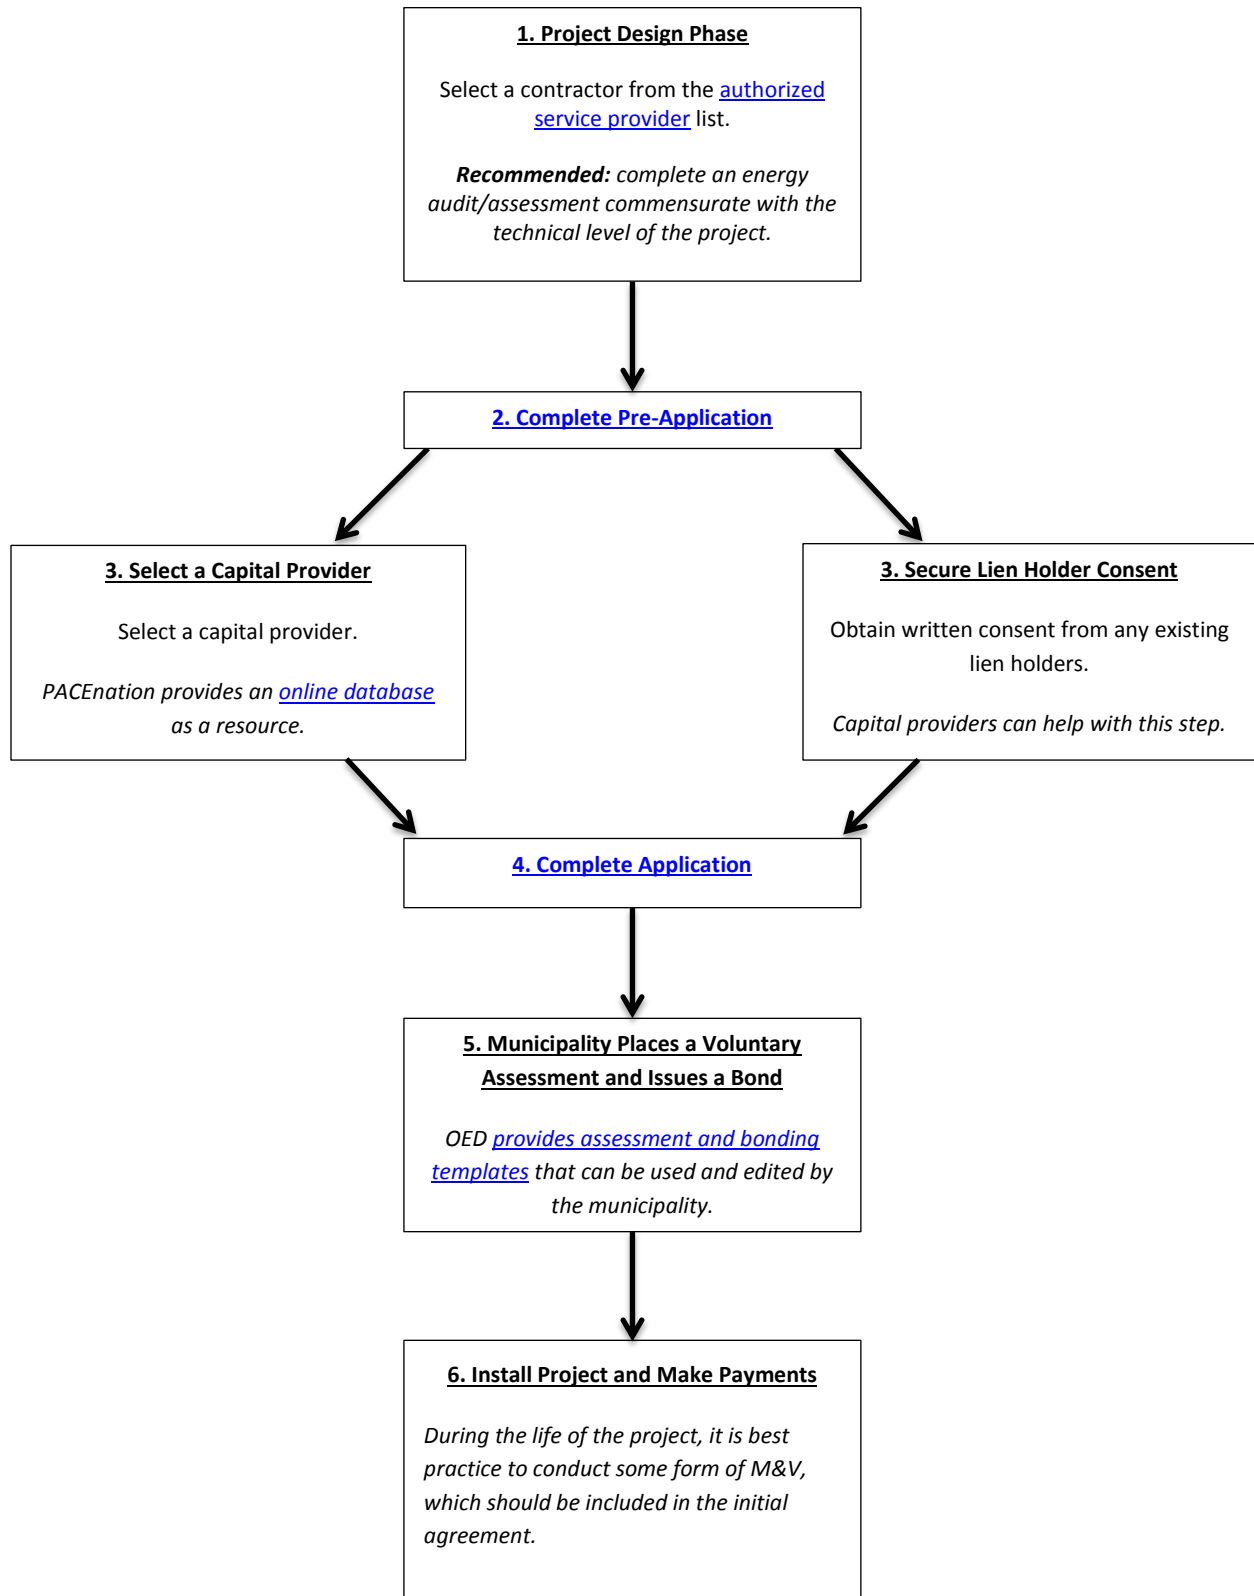 1. Project Design Phase
Select a contractor from the authorized
service provider list.
Recommended: complete an energy
audit/assessment commensurate with the
technical level of the project.
2. Complete Pre-Application
3. Select a Capital Provider
Select a capital provider.
PACEnation provides an online database
as a resource.
3. Secure Lien Holder Consent
Obtain written consent from any existing
lien holders.
Capital providers can help with this step.
4. Complete Application
5. Municipality Places a Voluntary
Assessment and Issues a Bond
OED provides assessment and bonding
templates that can be used and edited by
the municipality.
6. Install Project and Make Payments
During the life of the project, it is best
practice to conduct some form of M&V,
which should be included in the initial
agreement.